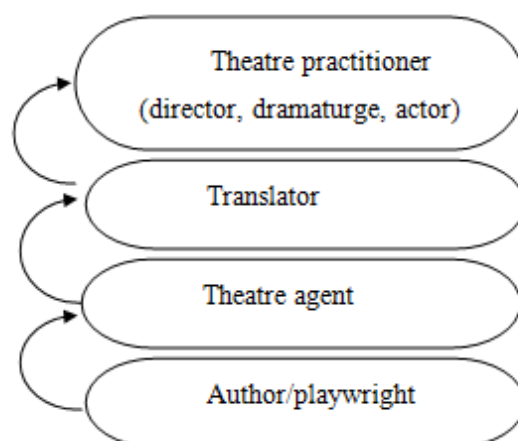 Theatre practitioner
(director, dramaturge, actor)
Translator
Theatre agent
Author/playwright